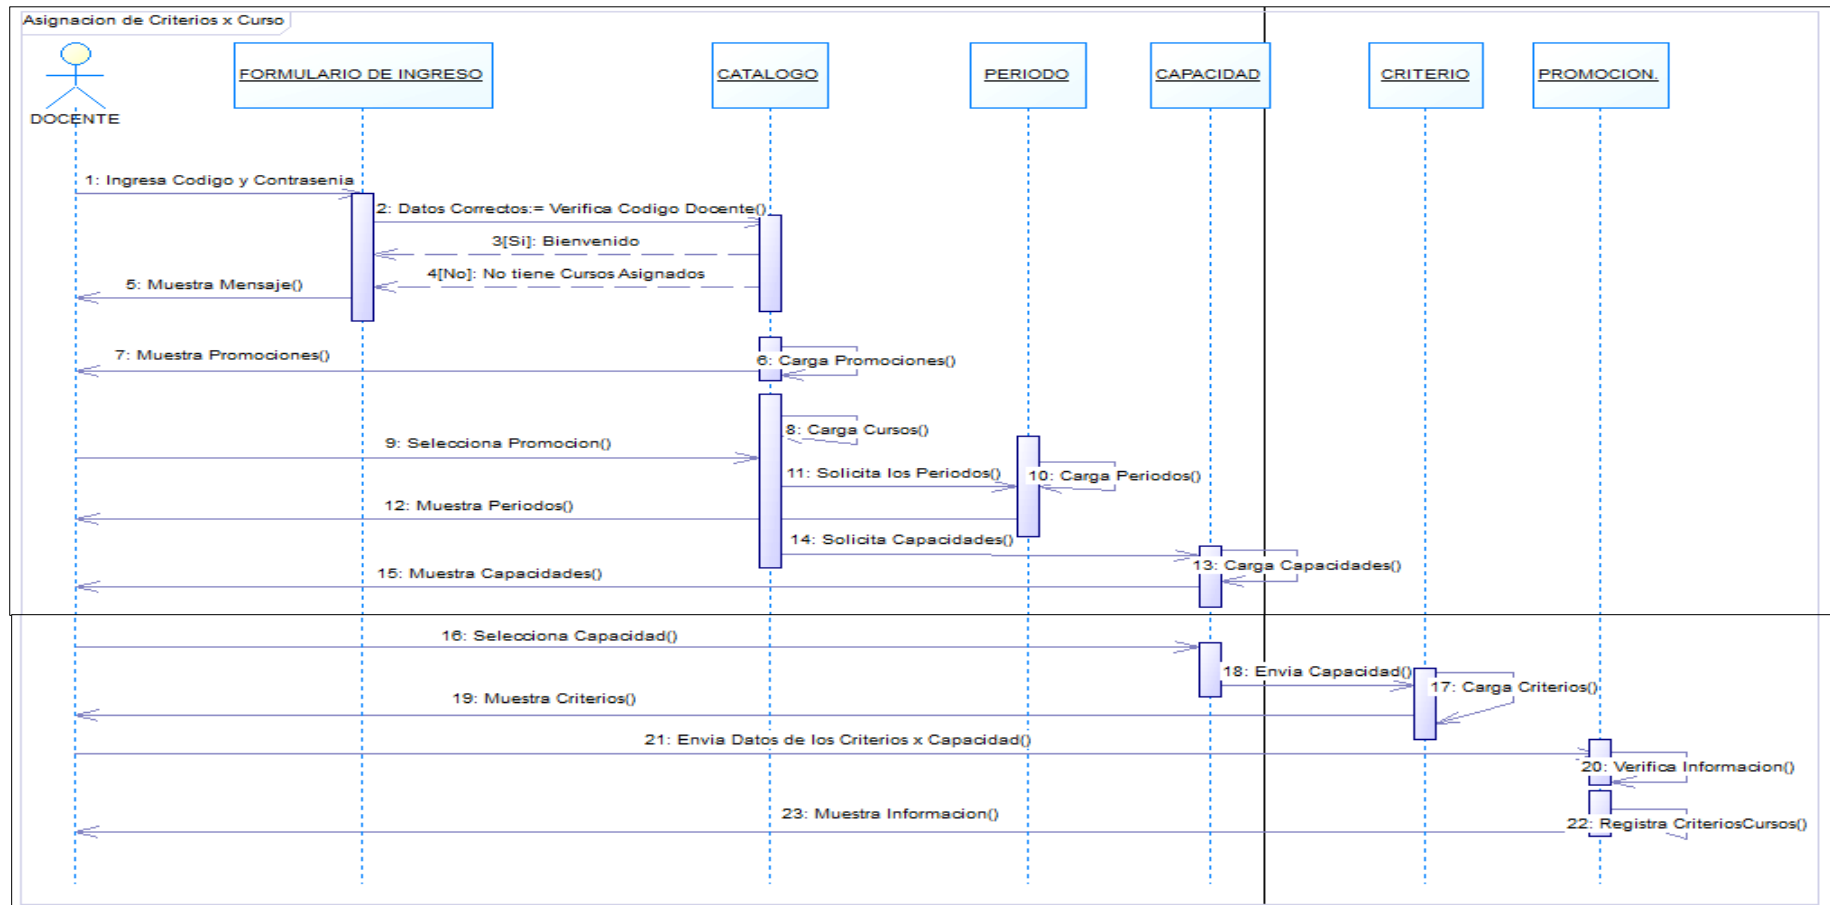 Asignacion de Criterios x Curso
FORMULARIO DE INGRESO
CATALOGO
PERIODO
CAPACIDAD
CRITERIO
PROMOCION.
DOCENTE
1: Ingresa Codigo y Contrasenia
2: Datos Correctos:= Verifica Codigo Docente()
3[Si]: Bienvenido
4[No]: No tiene Cursos Asignados
5: Muestra Mensaje()
7: Muestra Promociones()
6: Carga Promociones()
8: Carga Cursos()
9: Selecciona Promocion()
11: Solicita los Periodos()
10: Carga Periodos()
12: Muestra Periodos()
14: Solicita Capacidades()
13: Carga Capacidades()
15: Muestra Capacidades()
16: Selecciona Capacidad()
18: Envia Capacidad()
17: Carga Criterios()
19: Muestra Criterios()
21: Envia Datos de los Criterios x Capacidad()
20: Verifica Informacion()
23: Muestra Informacion()
22: Registra CriteriosCursos()